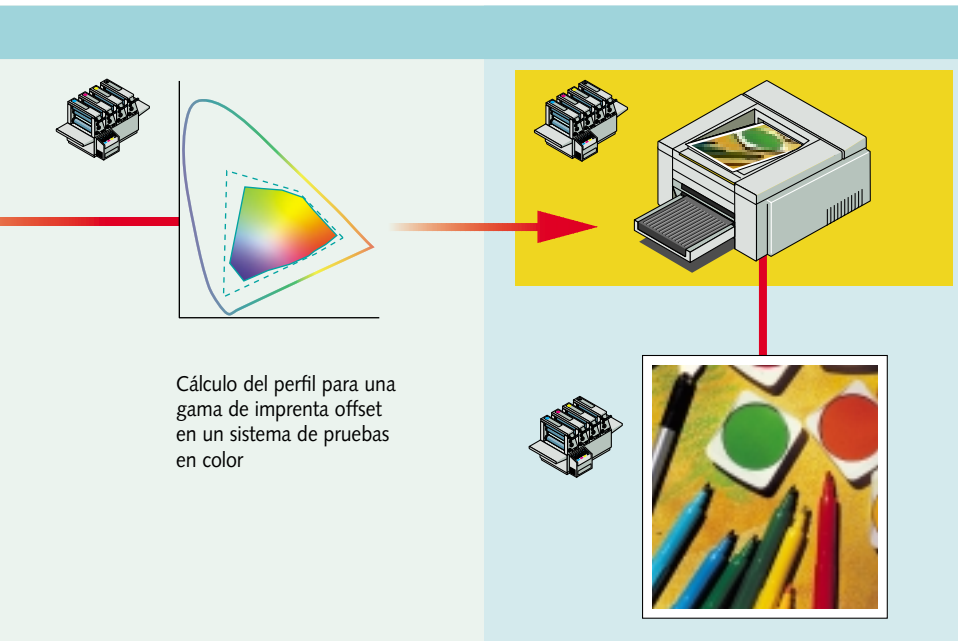 Cálculo del perfil para una
gama de imprenta offset
en un sistema de pruebas
en color